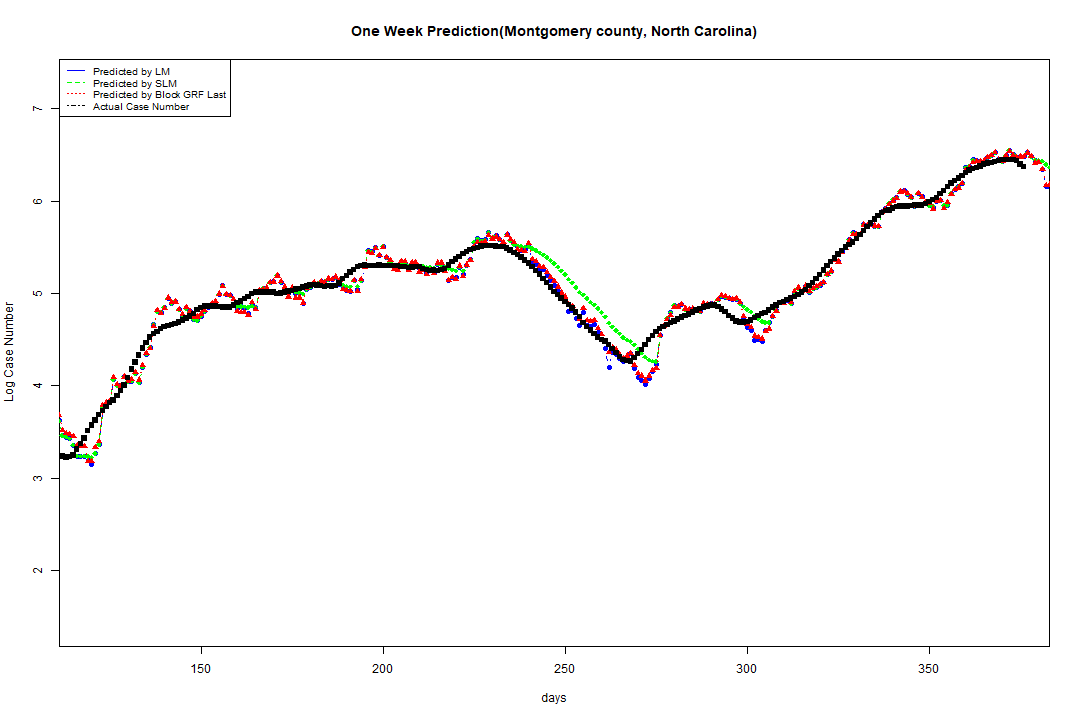 One Week Prediction(Montgomery county, North Carolina)
Predicted by LM
Predicted by SLM
Predicted by Block GRF Last
Actual Case Number
7
6
5
4
3
2
Log Case Number
150 200 250 300 350
days